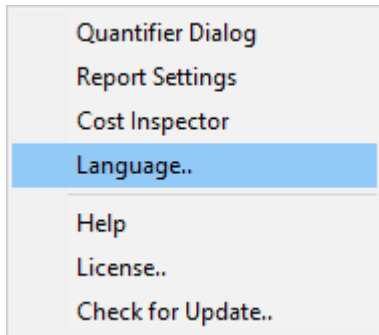 Quantifier Dialog
Report Settings
Cost Inspector
Language..
Help
License..
Check for Update..